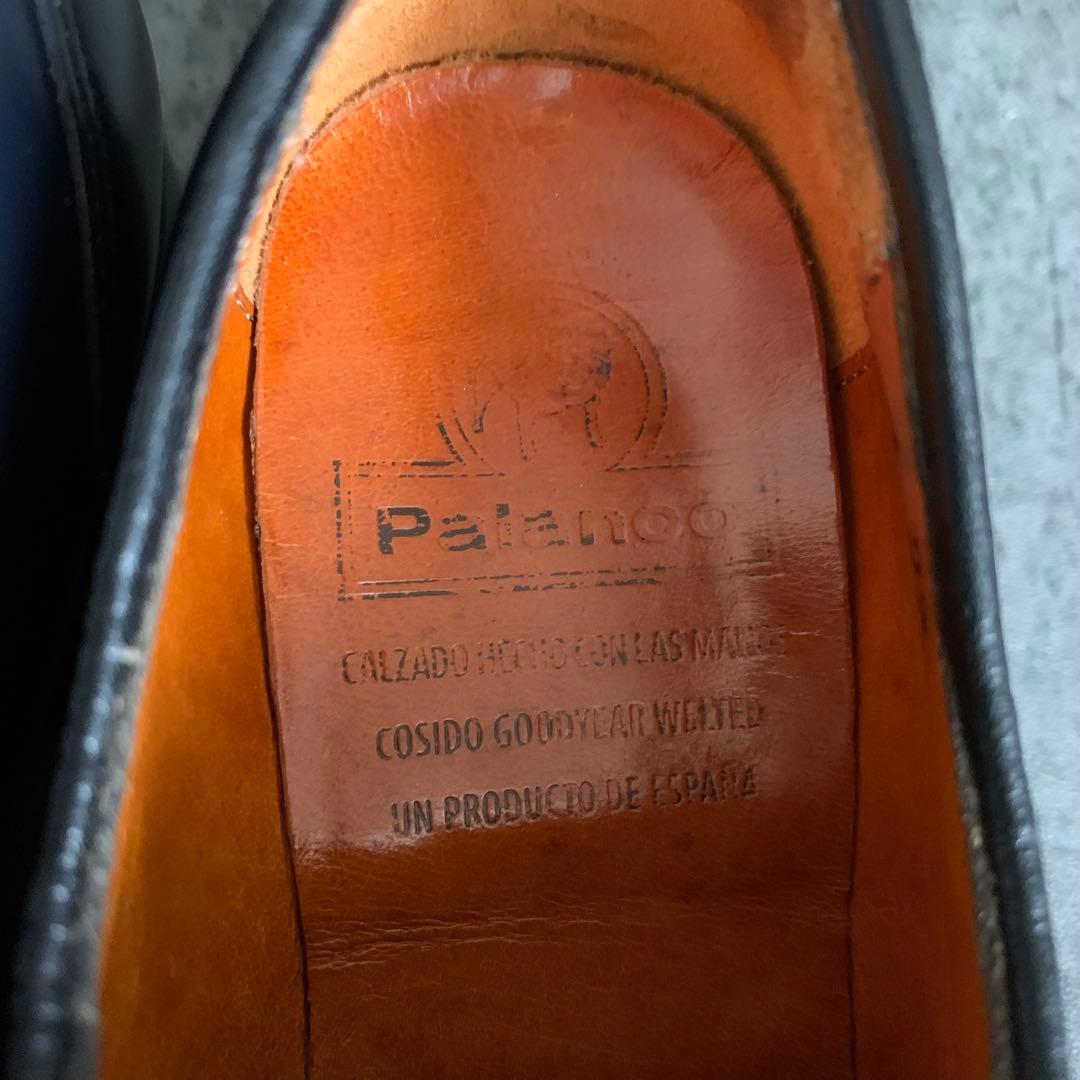 Palanco
CALZADO HECHO CON LAS MANOS
COSIDO GOODYEAR WELTED
UN PRODUCTO DE ESPAÑA